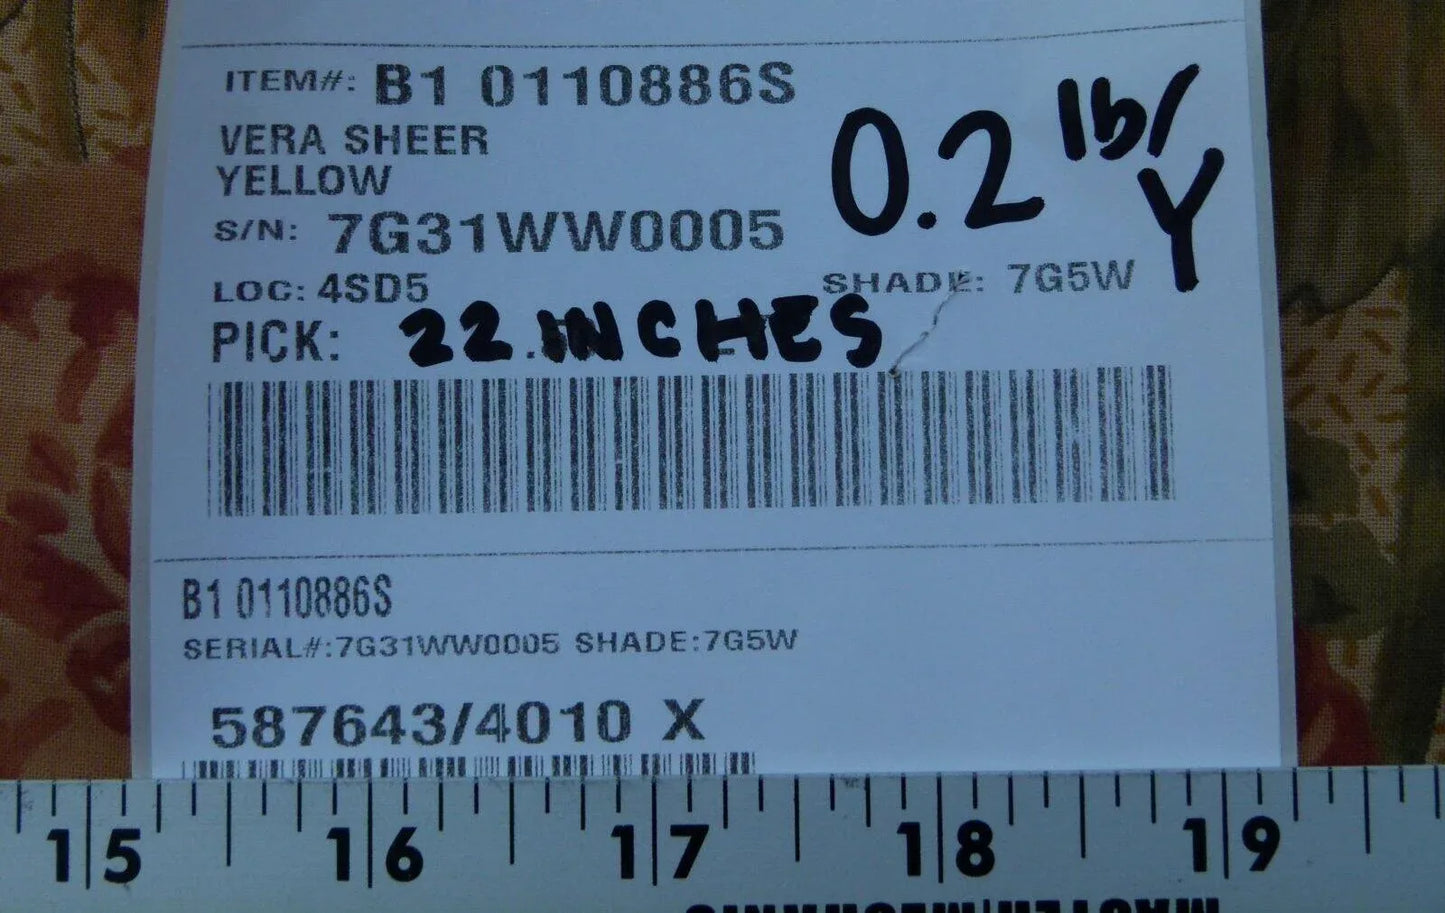 ITEM#: B1 0110886S
VERA SHEER
YELLOW
0.2 lb/Y
S/N: 7G31WW0005
LOC: 4SD5
SHADE: 7G5W
PICK: 22 INCHES
B1 0110886S
SERIAL#:7G31WW0005 SHADE:7G5W
587643/4010 X
15 16 17 18 19